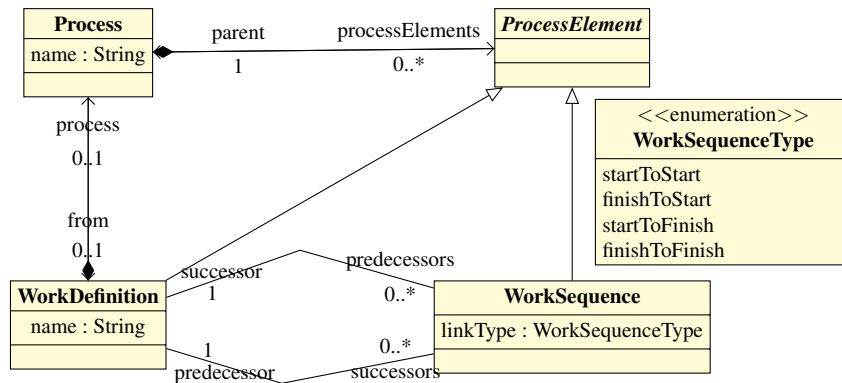 Process
name : String
parent
1
processElements
0..*
ProcessElement
process
0..1
from
0..1
<<enumeration>>
WorkSequenceType
startToStart
finishToStart
startToFinish
finishToFinish
WorkDefinition
name : String
successor
1
predecessors
0..*
WorkSequence
linkType : WorkSequenceType
1
predecessor
0..*
successors